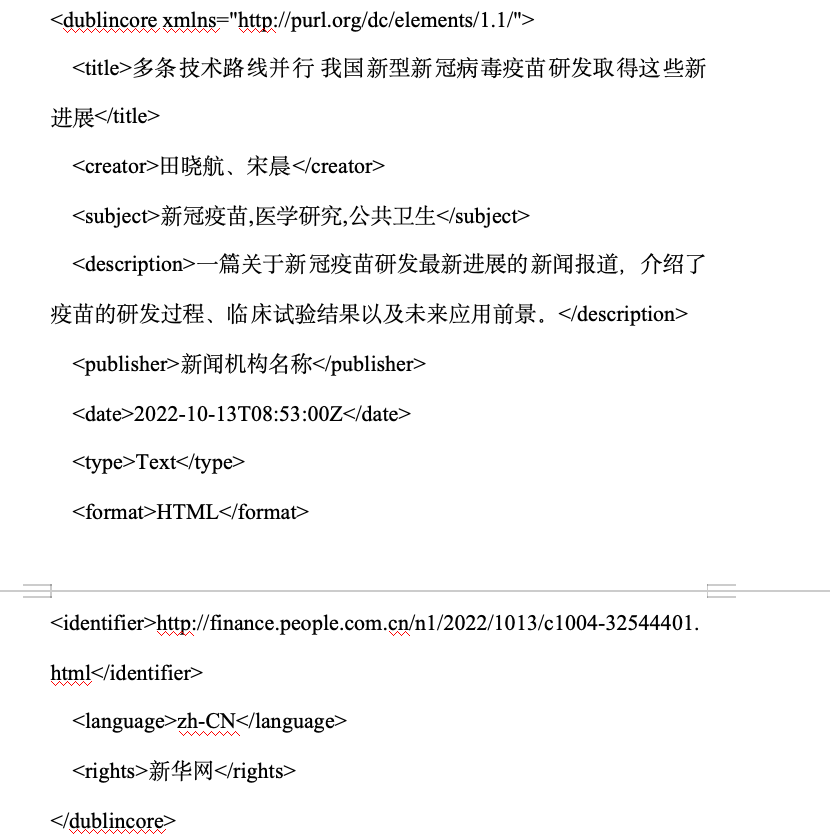 <dublincore xmlns="http://purl.org/dc/elements/1.1/">
<title>多条技术路线并行 我国新型新冠病毒疫苗研发取得这些新
进展</title>
<creator>田晓航、宋晨</creator>
<subject>新冠疫苗,医学研究,公共卫生</subject>
<description>一篇关于新冠疫苗研发最新进展的新闻报道，介绍了
疫苗的研发过程、临床试验结果以及未来应用前景。</description>
<publisher>新闻机构名称</publisher>
<date>2022-10-13T08:53:00Z</date>
<type>Text</type>
<format>HTML</format>
<identifier>http://finance.people.com.cn/n1/2022/1013/c1004-32544401.
html</identifier>
<language>zh-CN</language>
<rights>新华网</rights>
</dublincore>